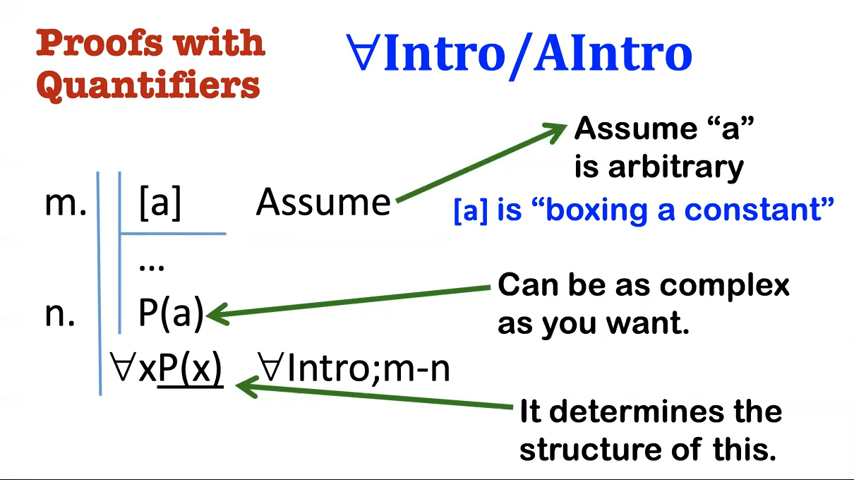 Proofs with
Quantifiers
∀Intro/AIntro
Assume “a”
is arbitrary
m. [a] Assume
[a] is “boxing a constant”
...
Can be as complex
as you want.
n. P(a)
∀xP(x) ∀Intro;m-n
It determines the
structure of this.